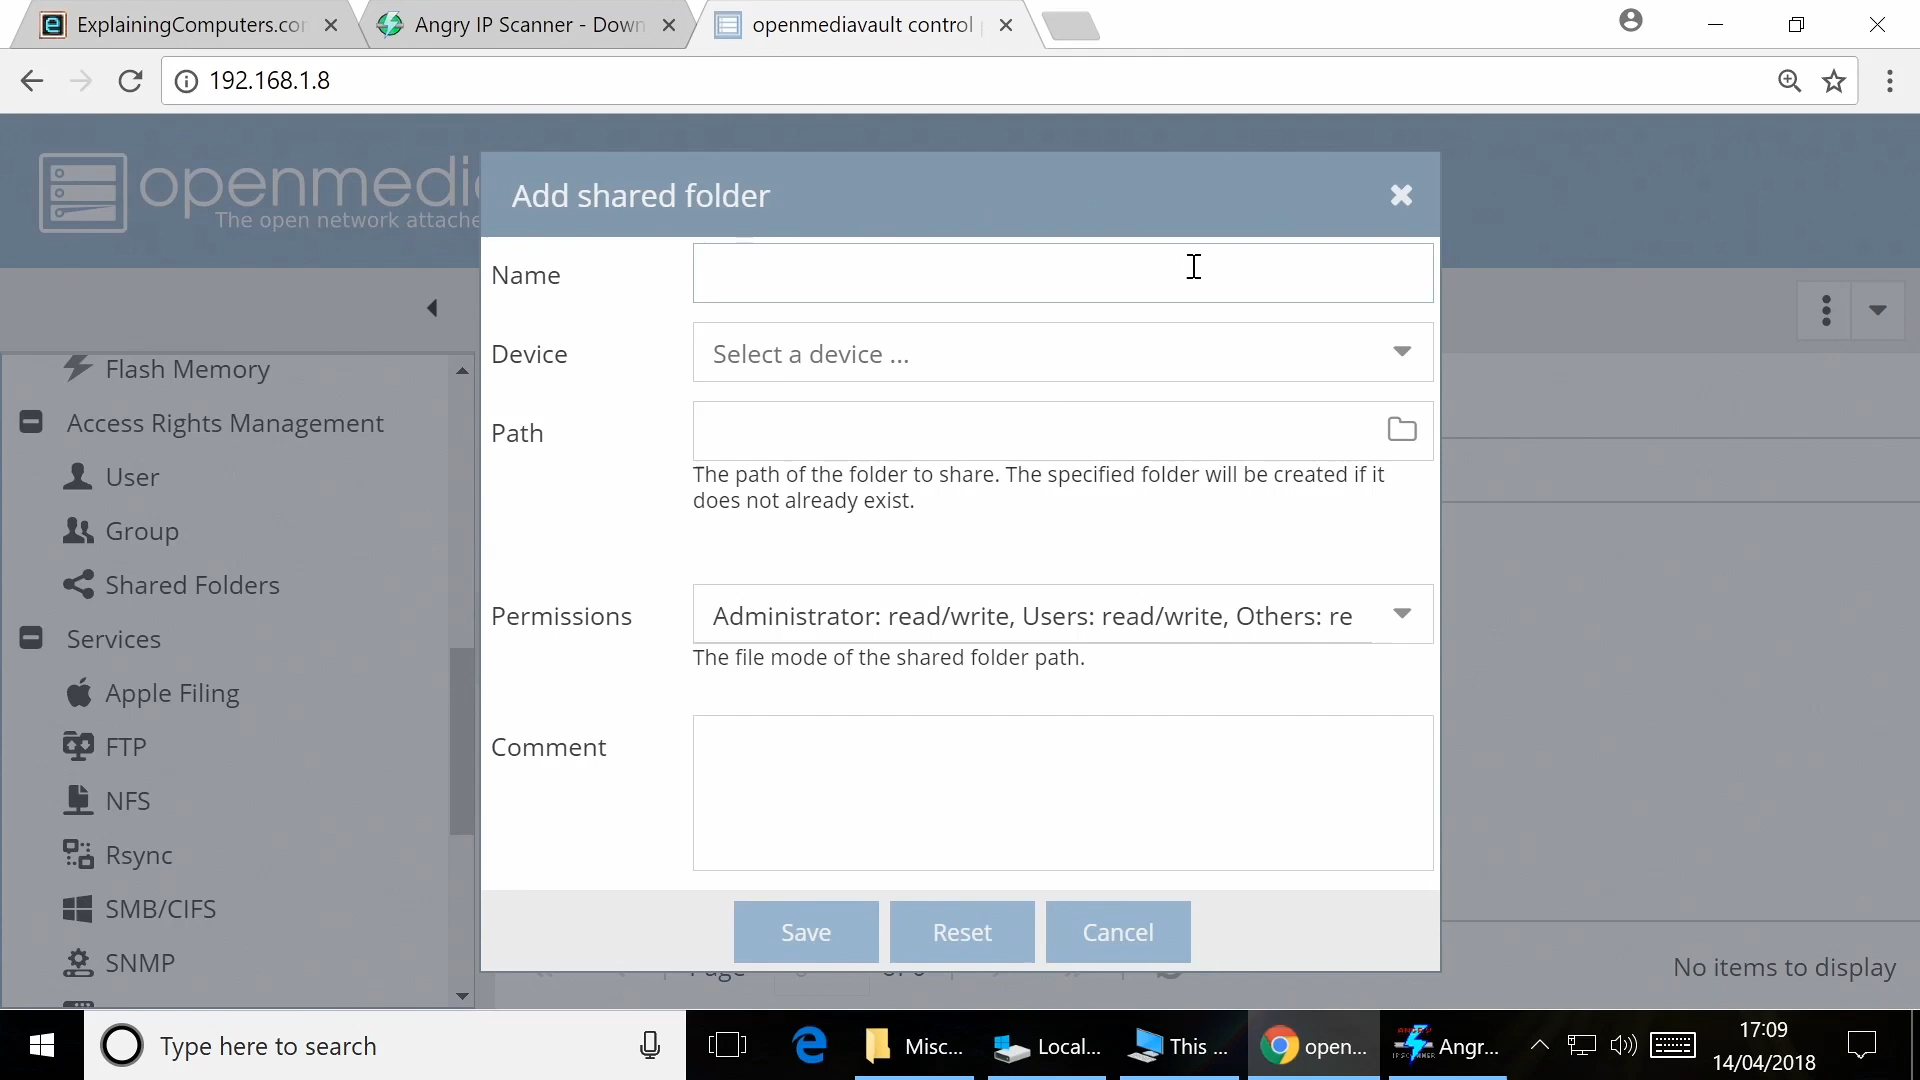 ExplainingComputers.cor
Angry IP Scanner - Down
openmediavault control
192.168.1.8
openmedi
The open network attache
Add shared folder
Name
Device
Select a device ...
Path
The path of the folder to share. The specified folder will be created if it
does not already exist.
Permissions
Administrator: read/write, Users: read/write, Others: re
The file mode of the shared folder path.
Comment
Save
Reset
Cancel
Flash Memory
Access Rights Management
User
Group
Shared Folders
Services
Apple Filing
FTP
NFS
Rsync
SMB/CIFS
SNMP
Page
No items to display
Type here to search
Misc...
Local...
This ...
open...
Angr...
17:09
14/04/2018